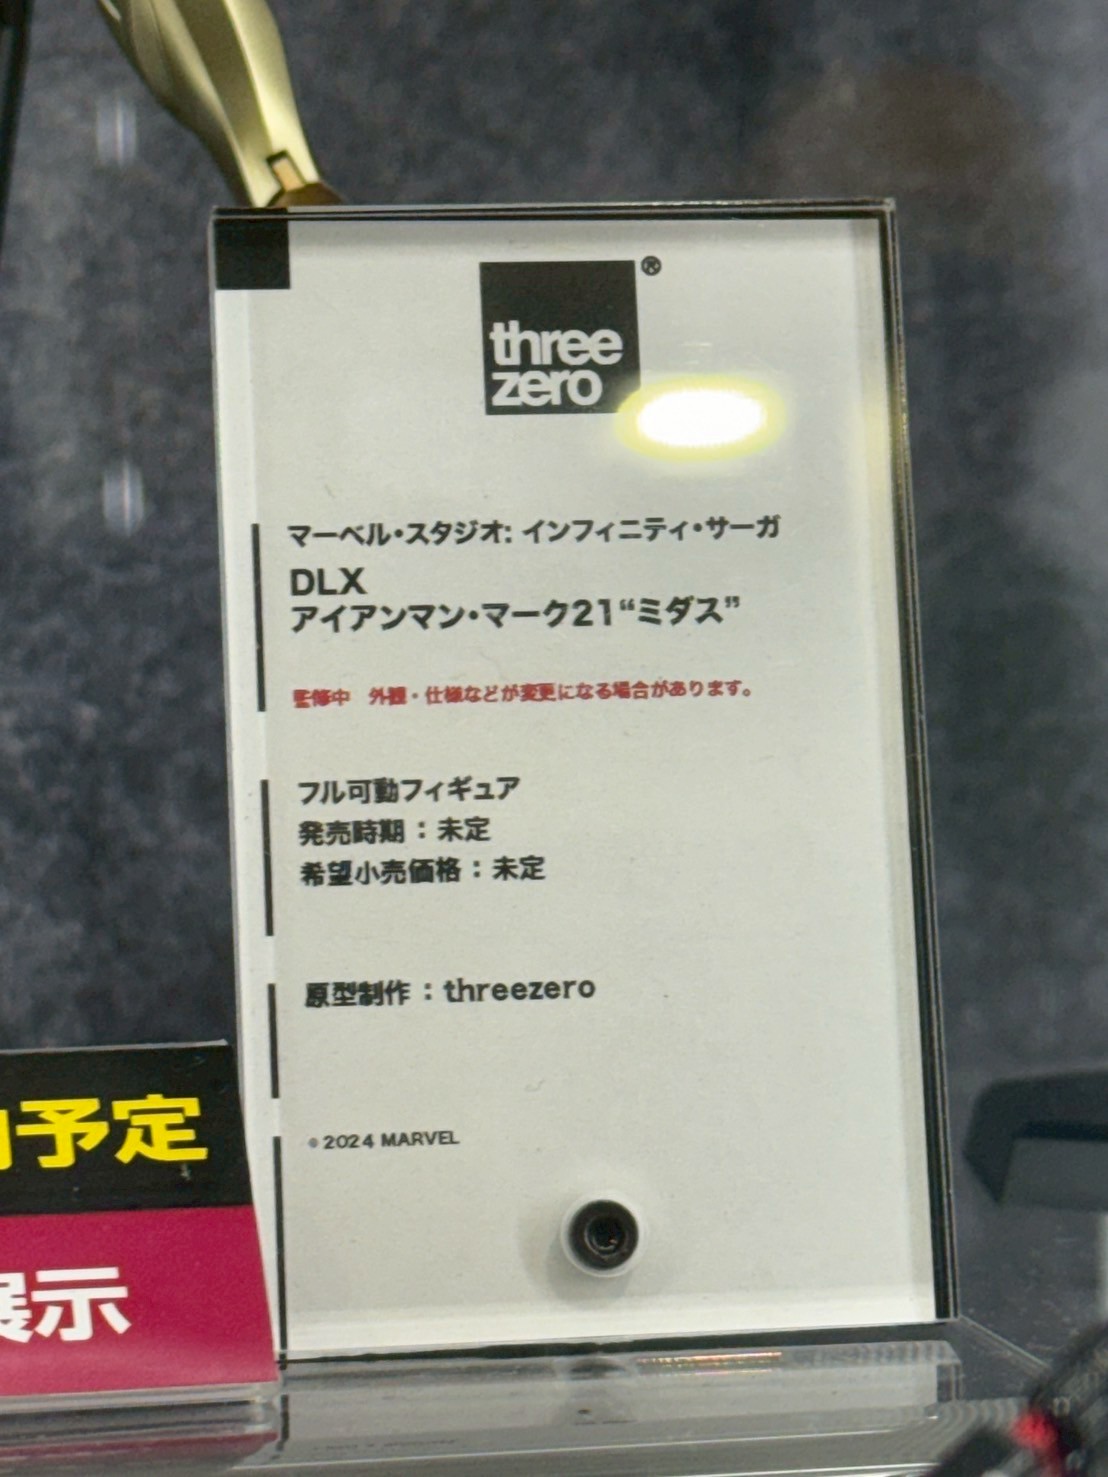 three
zero
®
マーベル・スタジオ: インフィニティ・サーガ
DLX
アイアンマン・マーク21“ミダス”
監修中　外観・仕様などが変更になる場合があります。
フル可動フィギュア
発売時期：未定
希望小売価格：未定
原型制作：threezero
© 2024 MARVEL
予定
展示